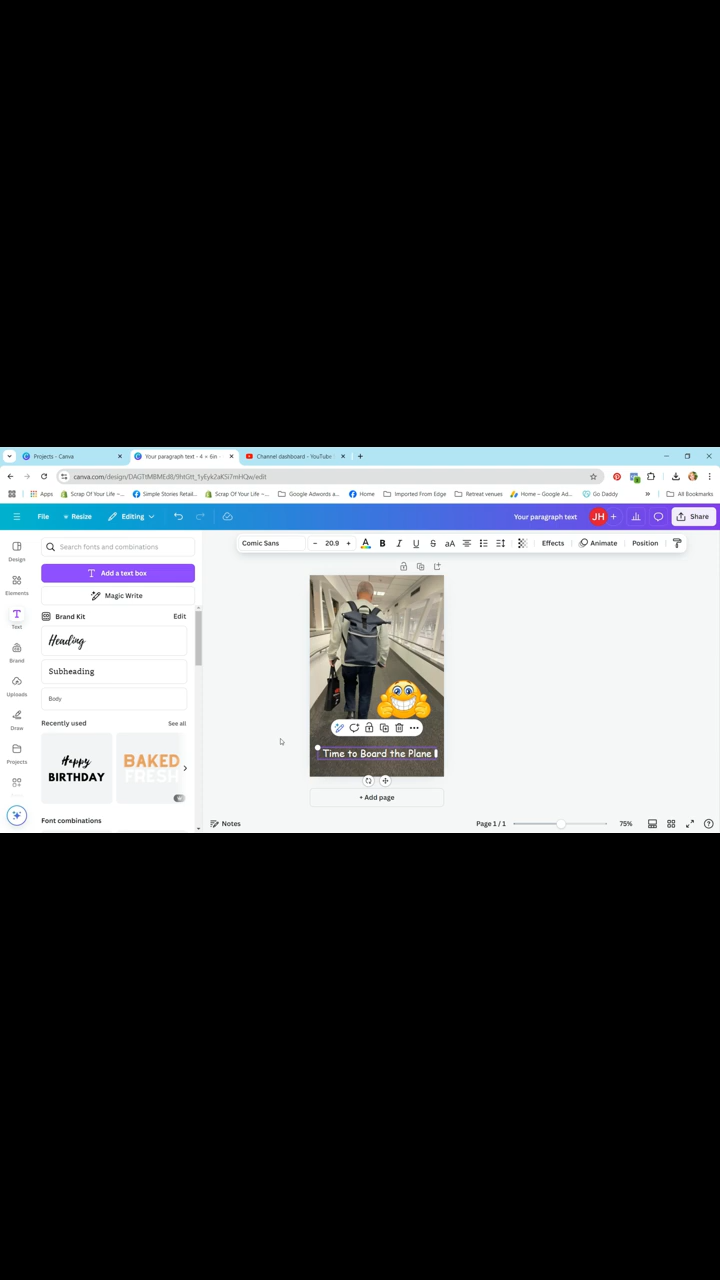 Projects - Canva
Your paragraph text - 4 × 6in -
Channel dashboard - YouTube
canva.com/design/
/edit
Apps
Scrap Of Your Life ~...
Simple Stories Retail...
Scrap Of Your Life ~...
Google Adwords a...
Home
Imported From Edge
Retreat venues
Home ~ Google Ad...
Go Daddy
»
All Bookmarks
File
Resize
Editing
Your paragraph text
JH
+
Share
Search fonts and combinations
Comic Sans
− 20.9 +
A
B
I
U
S
aA
Effects
Animate
Position
Design
Elements
Text
Brand
Uploads
Draw
Projects
T Add a text box
Magic Write
Brand Kit
Edit
Heading
Subheading
Body
Recently used
See all
Happy
BIRTHDAY
BAKED
FRESH
Font combinations
Time to Board the Plane
+ Add page
Notes
Page 1 / 1
75%